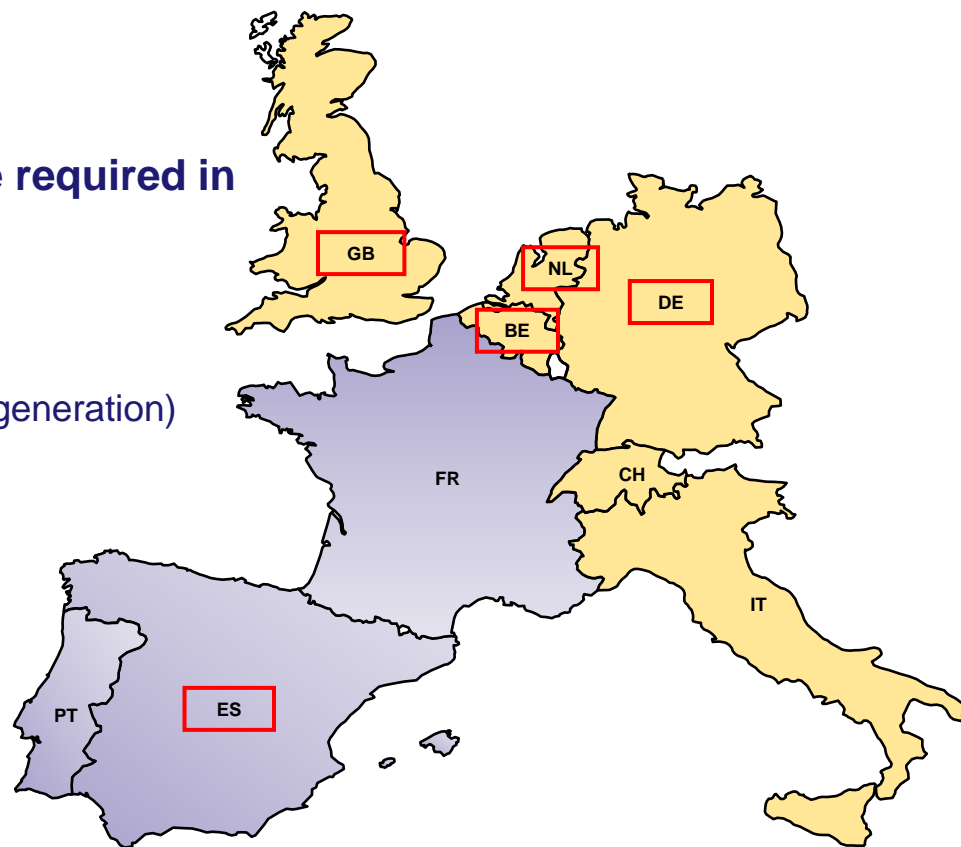 e required in
GB
NL
DE
BE
generation)
FR
CH
IT
PT
ES